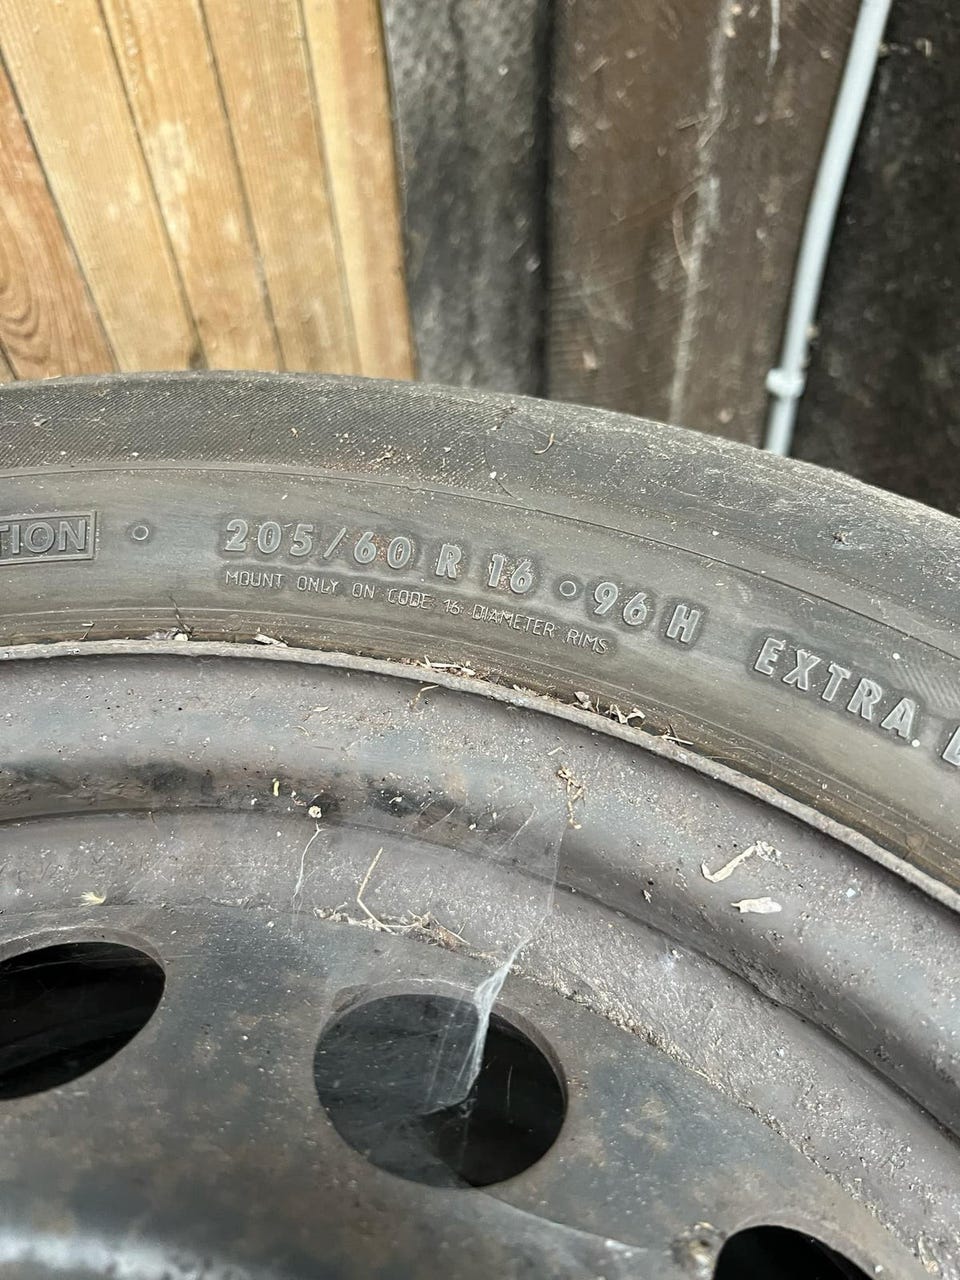 TION 205/60 R 16 96 H EXTRA
MOUNT ONLY ON CODE 16 DIAMETER RIMS